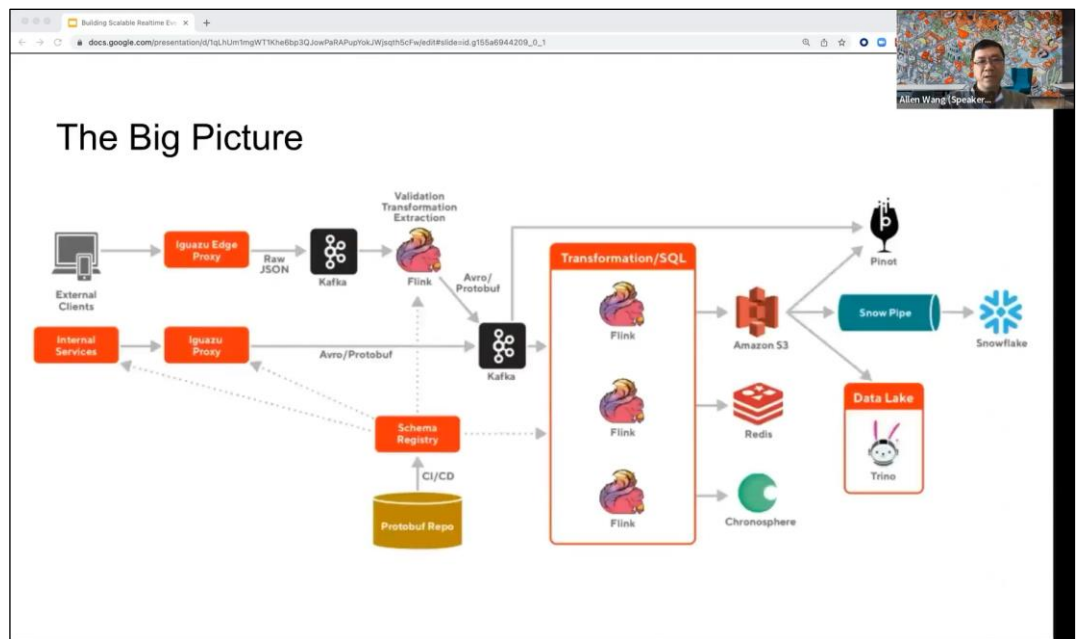 Building Scalable Realtime Eve
docs.google.com/presentation/d/1qLhUm1mgWT1Khe6bp3QJowPaRAPupYokJWjsqth5cFw/edit#slide=id.g155a6944209_0_1
Allen Wang (Speaker...
The Big Picture
Validation
Transformation
Extraction
Iguazu Edge
Proxy
Raw
JSON
Kafka
Flink
Avro/
Protobuf
External
Clients
Internal
Services
Iguazu
Proxy
Avro/Protobuf
Kafka
Schema
Registry
CI/CD
Protobuf Repo
Transformation/SQL
Flink
Flink
Flink
Amazon S3
Redis
Chronosphere
Pinot
Snow Pipe
Snowflake
Data Lake
Trino